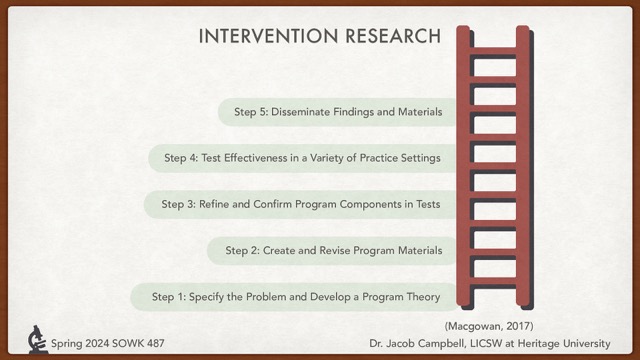 INTERVENTION RESEARCH
Step 5: Disseminate Findings and Materials
Step 4: Test Effectiveness in a Variety of Practice Settings
Step 3: Refine and Confirm Program Components in Tests
Step 2: Create and Revise Program Materials
Step 1: Specify the Problem and Develop a Program Theory
(Macgowan, 2017)
Spring 2024 SOWK 487
Dr. Jacob Campbell, LICSW at Heritage University